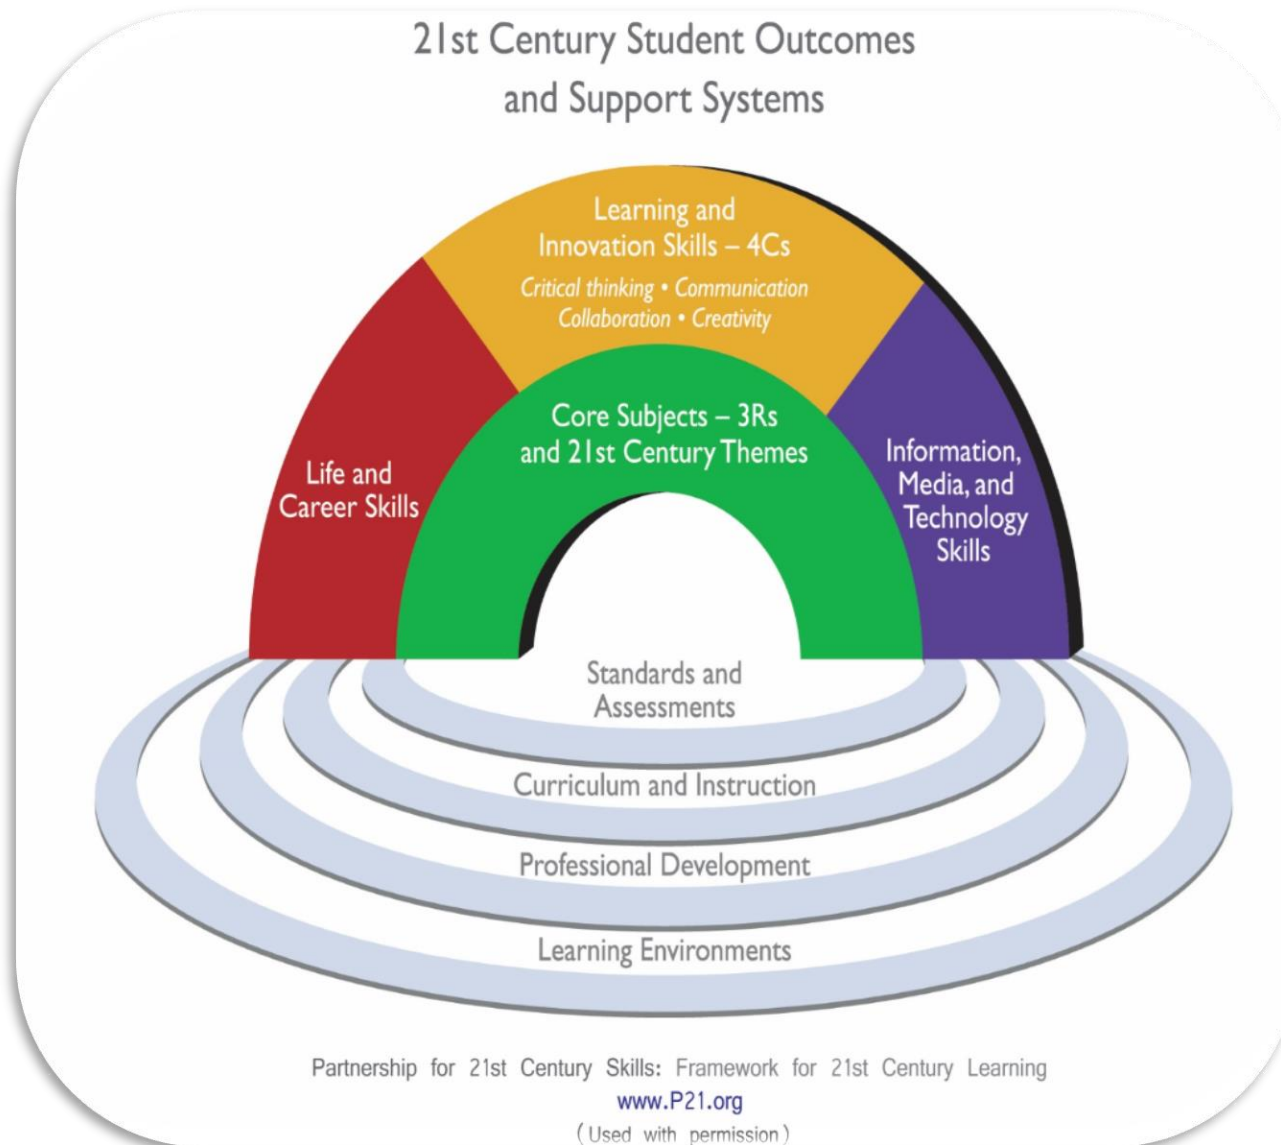 21st Century Student Outcomes
and Support Systems
Learning and
Innovation Skills – 4Cs
Critical thinking • Communication
Collaboration • Creativity
Core Subjects – 3Rs
and 21st Century Themes
Life and
Career Skills
Information,
Media, and
Technology
Skills
Standards and
Assessments
Curriculum and Instruction
Professional Development
Learning Environments
Partnership for 21st Century Skills: Framework for 21st Century Learning
www.P21.org
(Used with permission)